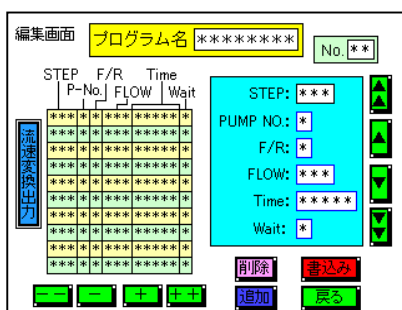 編集画面
プログラム名 ********
No. **
STEP F/R Time
P-No. FLOW Wait
流速変換出力
*** * * *** ***** *
*** * * *** ***** *
*** * * *** ***** *
*** * * *** ***** *
*** * * *** ***** *
*** * * *** ***** *
*** * * *** ***** *
*** * * *** ***** *
*** * * *** ***** *
*** * * *** ***** *
STEP: ***
PUMP NO.: *
F/R: *
FLOW: ***
Time: *****
Wait: *
削除 書込み
追加 戻る
-- - + ++